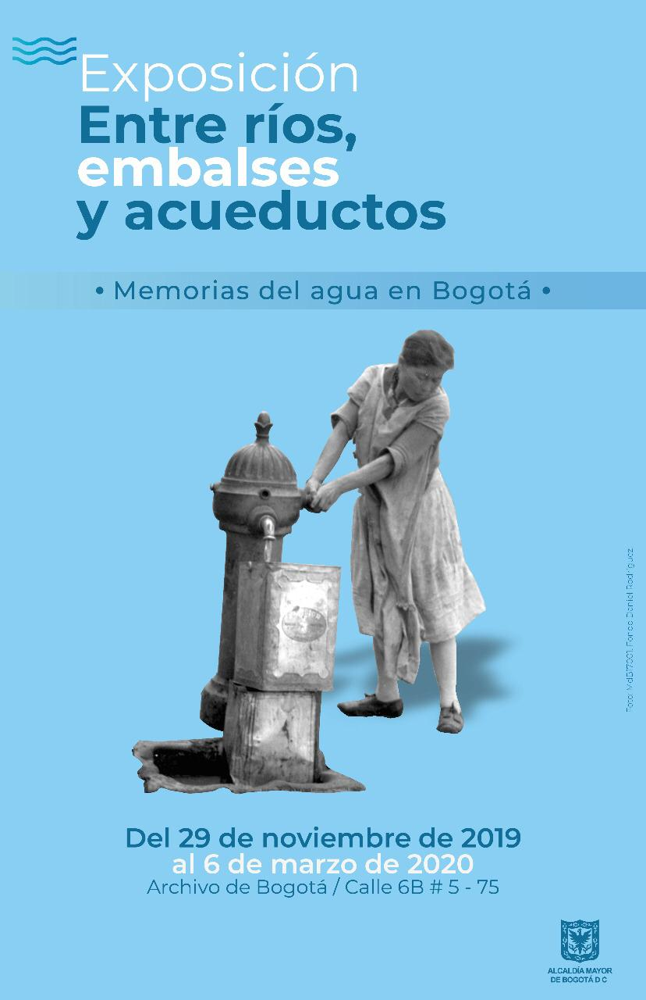 Exposición
Entre ríos,
embalses
y acueductos
• Memorias del agua en Bogotá •
Del 29 de noviembre de 2019
al 6 de marzo de 2020
Archivo de Bogotá / Calle 6B # 5 - 75
ALCALDÍA MAYOR
DE BOGOTÁ D C
Foto: MdB17001. Fondo Daniel Rodríguez